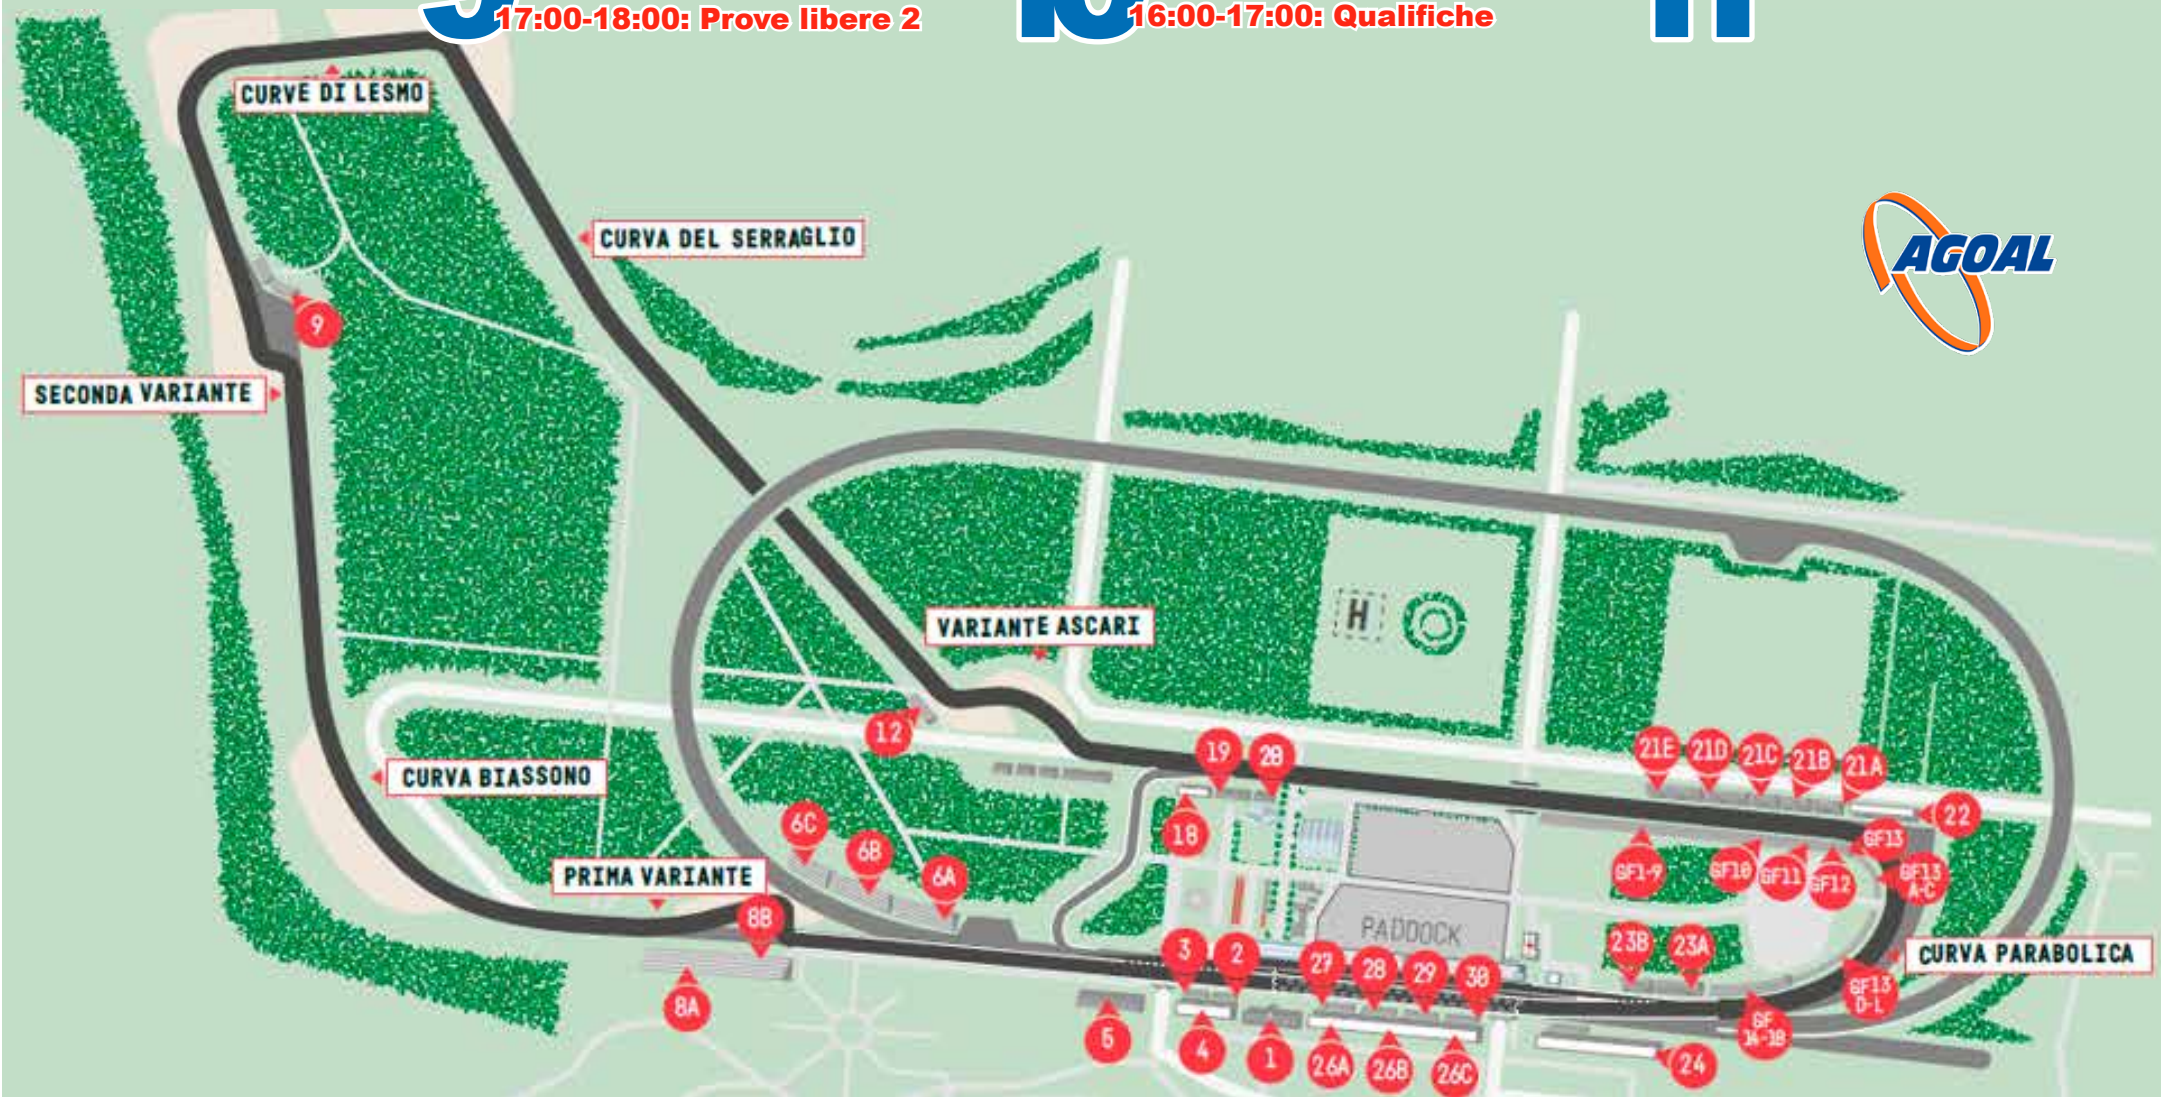 9
17:00-18:00: Prove libere 2
16:00-17:00: Qualifiche
CURVE DI LESMO
CURVA DEL SERRAGLIO
AGOAL
9
SECONDA VARIANTE
H
VARIANTE ASCARI
12
19
20
21E
21D
21C
21B
21A
CURVA BIASSONO
22
18
6C
6B
6A
GF13
GF1-9
GF10
GF11
GF12
GF13
A-C
PRIMA VARIANTE
8B
PADDOCK
23B
23A
CURVA PARABOLICA
3
2
27
28
29
30
GF13
D-L
8A
5
4
1
26A
26B
26C
GF
24